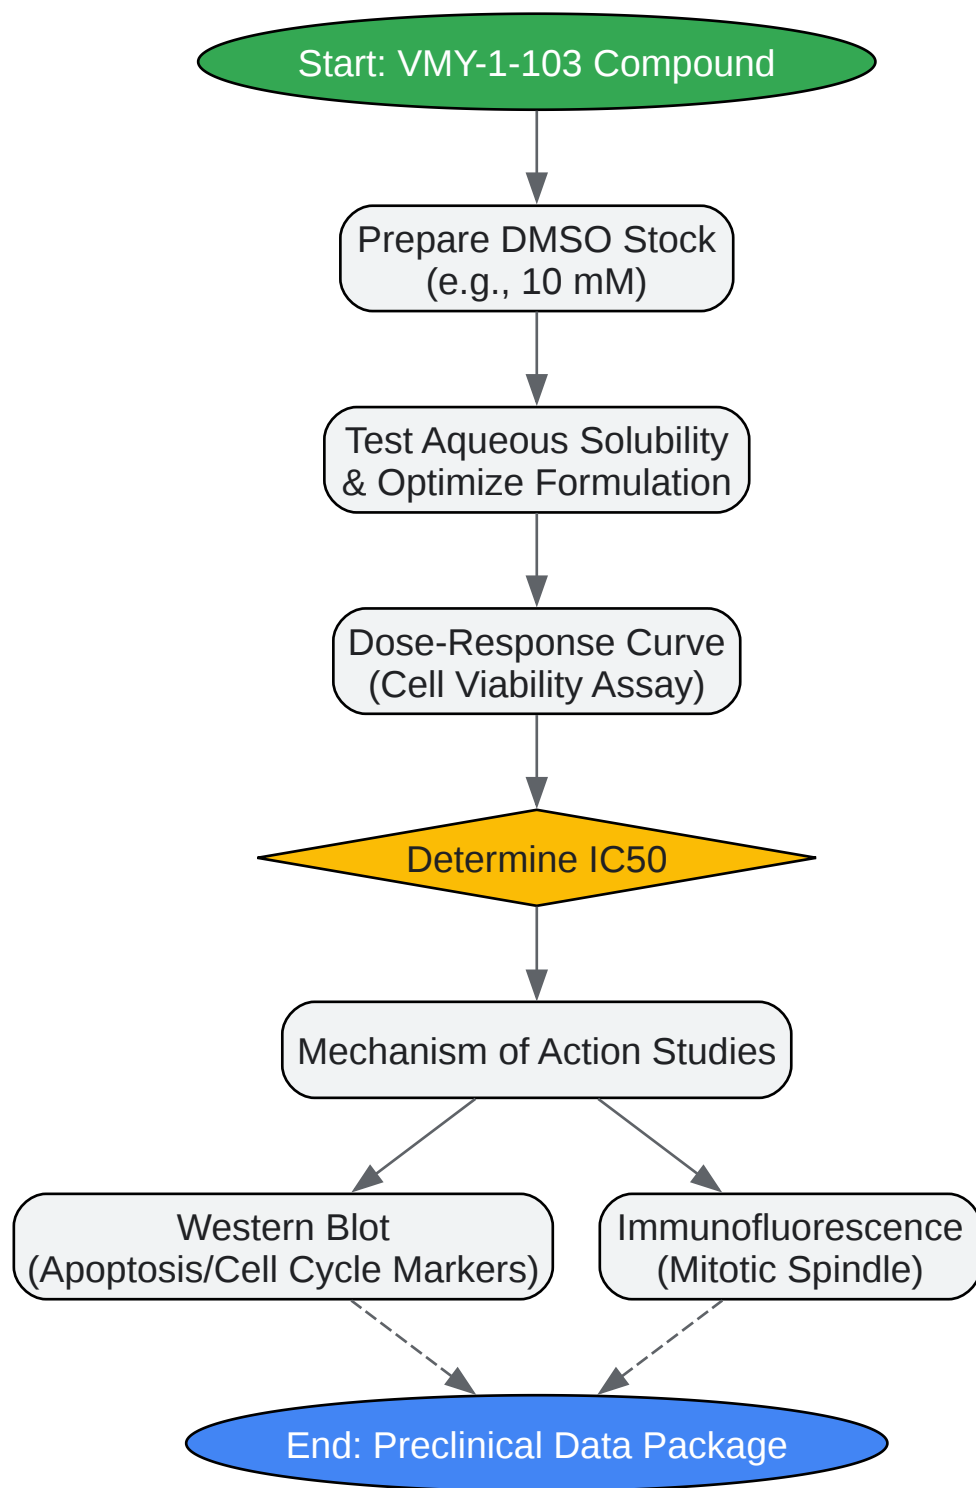 Start: VMY-1-103 Compound
Prepare DMSO Stock
(e.g., 10 mM)
Test Aqueous Solubility
& Optimize Formulation
Dose-Response Curve
(Cell Viability Assay)
Determine IC50
Mechanism of Action Studies
Western Blot
(Apoptosis/Cell Cycle Markers)
Immunofluorescence
(Mitotic Spindle)
End: Preclinical Data Package